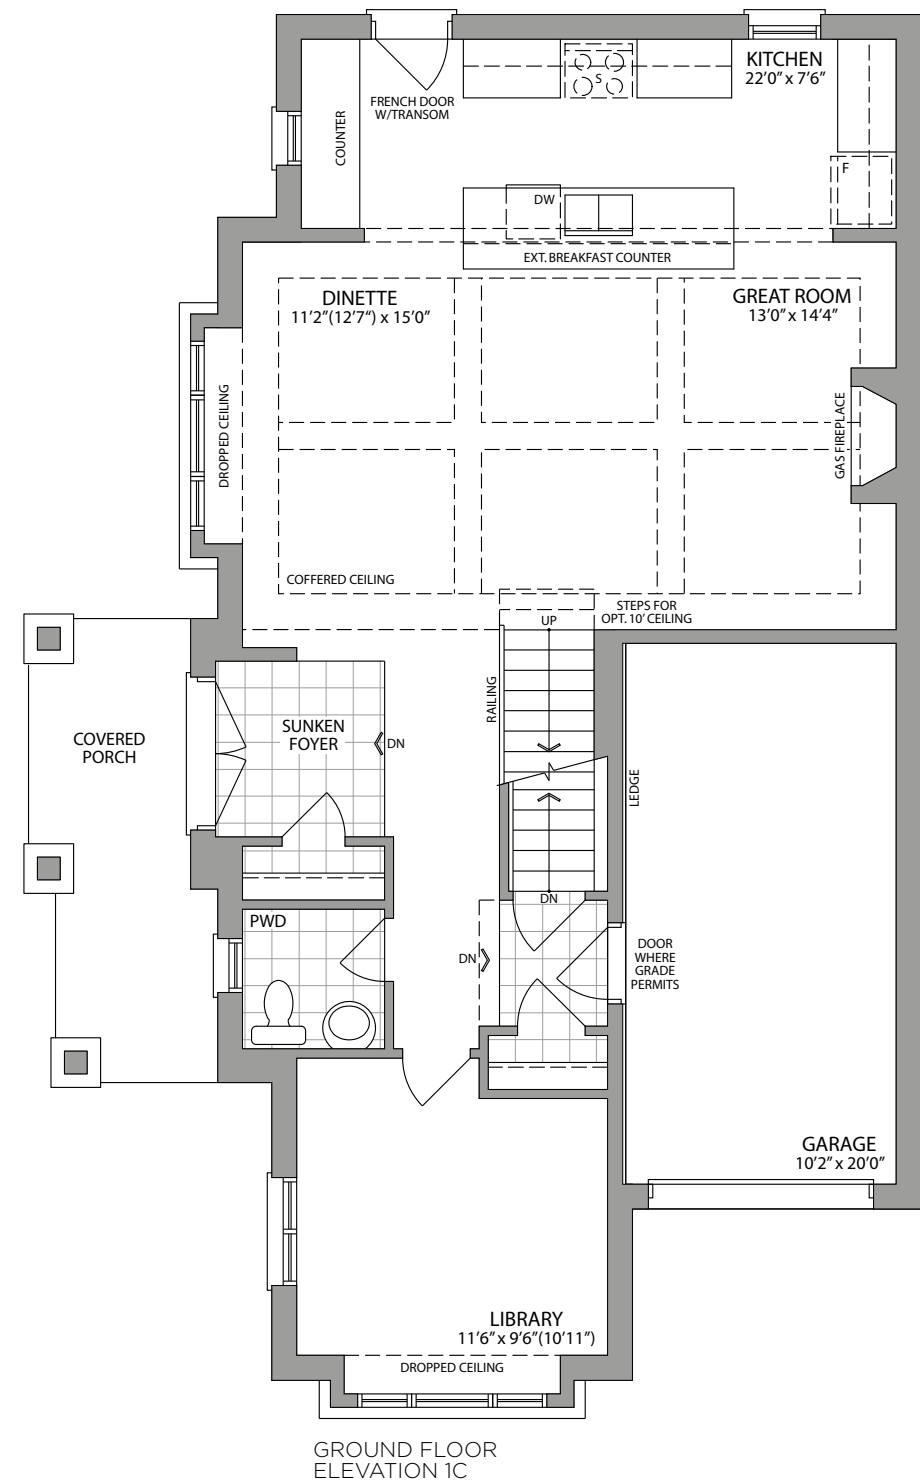 KITCHEN
22'0" x 7'6"
FRENCH DOOR
W/TRANSOM
S
COUNTER
F
DW
EXT. BREAKFAST COUNTER
DINETTE
11'2"(12'7") x 15'0"
GREAT ROOM
13'0" x 14'4"
DROPPED CEILING
GAS FIREPLACE
COFFERED CEILING
STEPS FOR
OPT. 10' CEILING
UP
RAILING
SUNKEN
FOYER
DN
COVERED
PORCH
LEDGE
DN
PWD
DN
DOOR
WHERE
GRADE
PERMITS
GARAGE
10'2" x 20'0"
LIBRARY
11'6" x 9'6"(10'11")
DROPPED CEILING
GROUND FLOOR
ELEVATION 1C